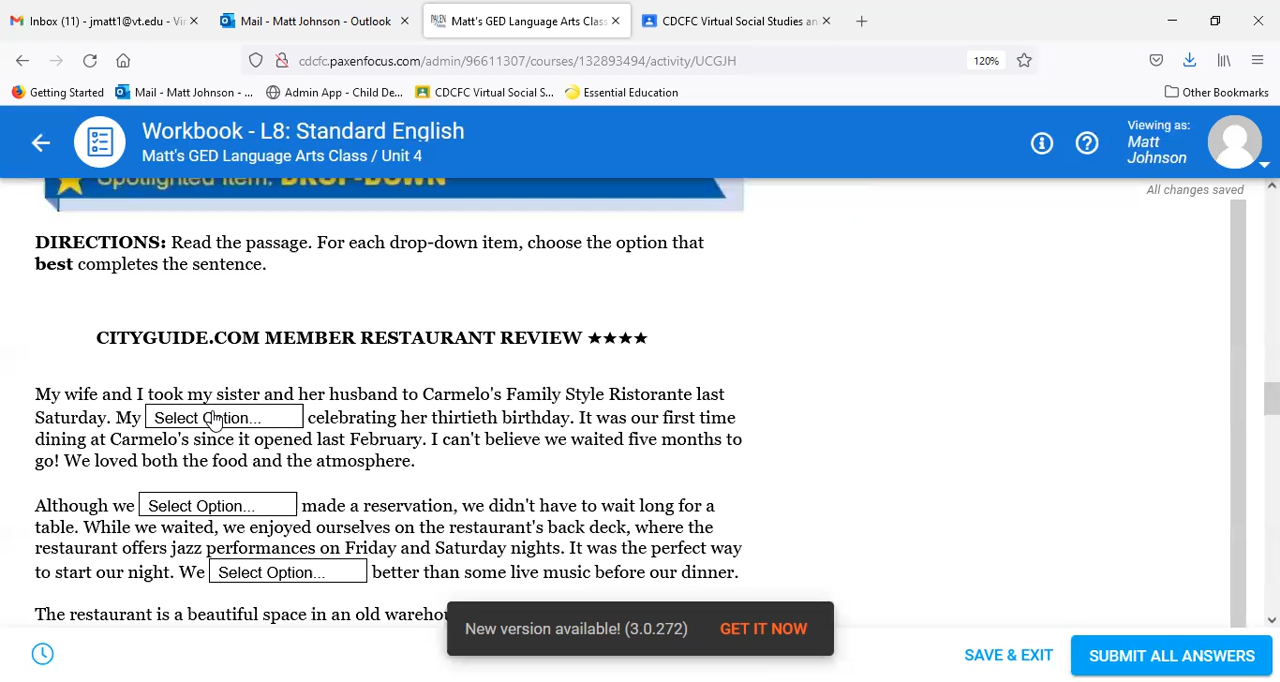 Inbox (11) - jmatt1@vt.edu - Vi
Mail - Matt Johnson - Outlook
PAXEN
Matt's GED Language Arts Class
CDCFC Virtual Social Studies an
cdcfc.paxenfocus.com/admin/96611307/courses/132893494/activity/UCGJH
120%
Getting Started
Mail - Matt Johnson - ...
Admin App - Child De...
CDCFC Virtual Social S...
Essential Education
Other Bookmarks
Workbook - L8: Standard English
Matt's GED Language Arts Class / Unit 4
Viewing as:
Matt
Johnson
All changes saved
Spotlighted Item: DROP-DOWN
DIRECTIONS: Read the passage. For each drop-down item, choose the option that
best completes the sentence.
CITYGUIDE.COM MEMBER RESTAURANT REVIEW ★★★★
My wife and I took my sister and her husband to Carmelo's Family Style Ristorante last
Saturday. My Select Option... celebrating her thirtieth birthday. It was our first time
dining at Carmelo's since it opened last February. I can't believe we waited five months to
go! We loved both the food and the atmosphere.
Although we Select Option... made a reservation, we didn't have to wait long for a
table. While we waited, we enjoyed ourselves on the restaurant's back deck, where the
restaurant offers jazz performances on Friday and Saturday nights. It was the perfect way
to start our night. We Select Option... better than some live music before our dinner.
The restaurant is a beautiful space in an old warehou
New version available! (3.0.272)
GET IT NOW
SAVE & EXIT
SUBMIT ALL ANSWERS